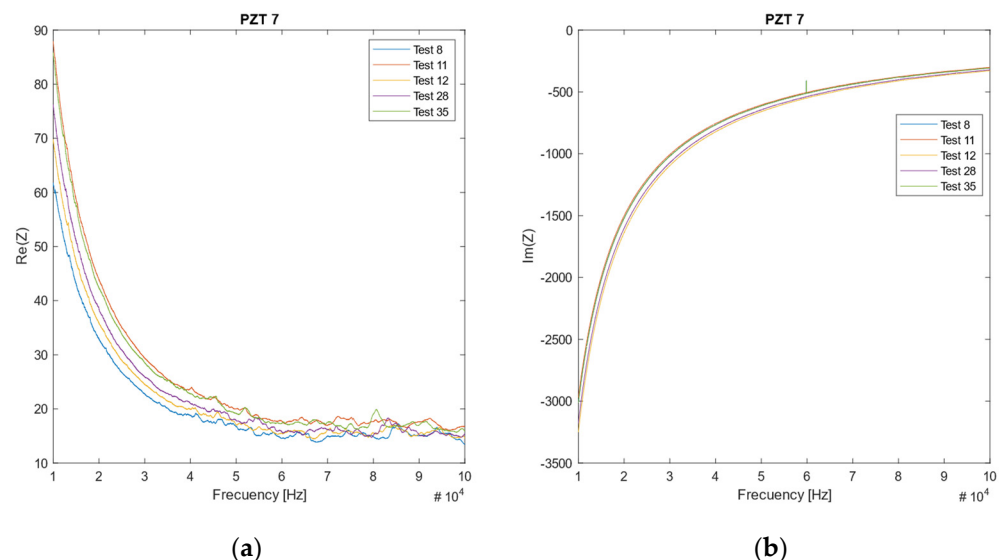 PZT 7
90
80
70
60
50
40
30
20
10
Re(Z)
Test 8
Test 11
Test 12
Test 28
Test 35
1 2 3 4 5 6 7 8 9 10
Frecuency [Hz]
# 10^4
(a)
PZT 7
0
-500
-1000
-1500
-2000
-2500
-3000
-3500
Im(Z)
Test 8
Test 11
Test 12
Test 28
Test 35
1 2 3 4 5 6 7 8 9 10
Frecuency [Hz]
# 10^4
(b)